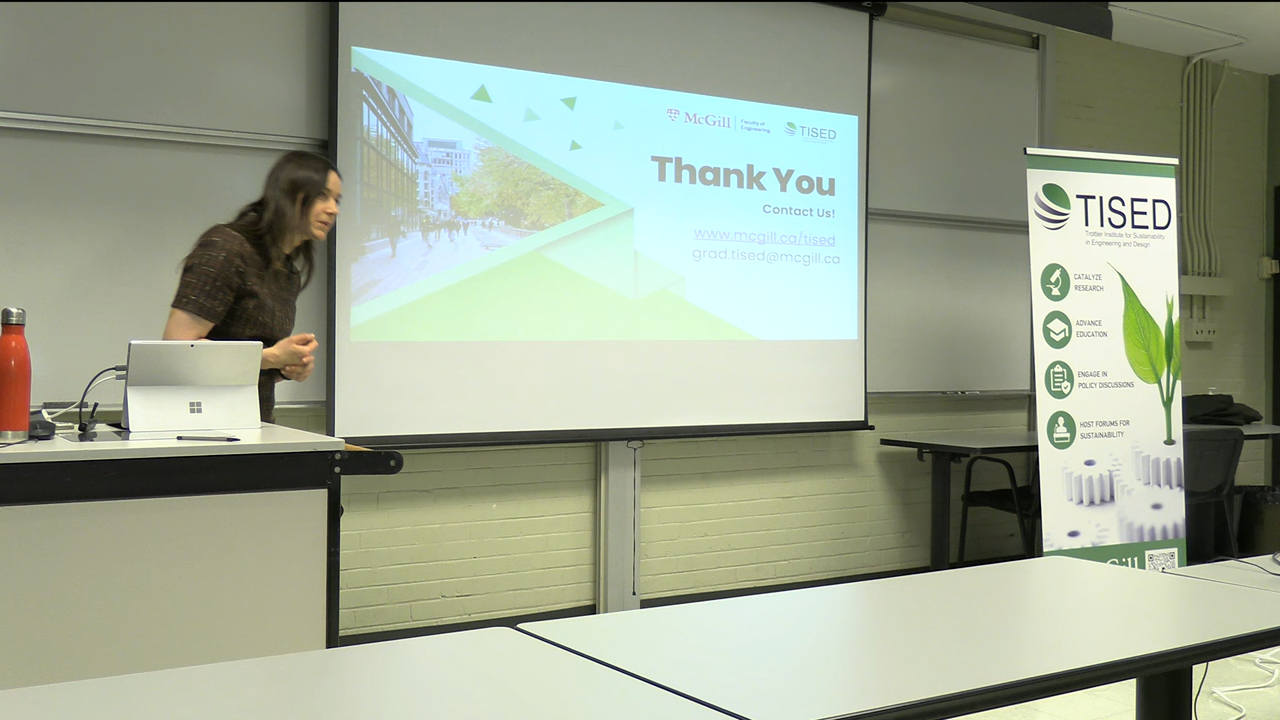 McGill
Faculty of
Engineering
TISED
Thank You
Contact Us!
www.mcgill.ca/tised
grad.tised@mcgill.ca
TISED
Trottier Institute for Sustainability
in Engineering and Design
CATALYZE
RESEARCH
ADVANCE
EDUCATION
ENGAGE IN
POLICY DISCUSSIONS
HOST FORUMS FOR
SUSTAINABILITY